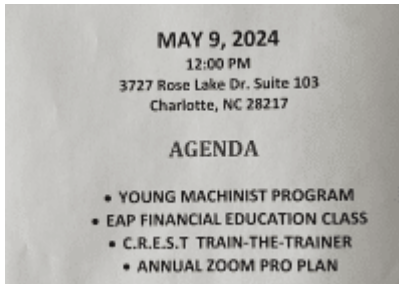 MAY 9, 2024
12:00 PM
3727 Rose Lake Dr. Suite 103
Charlotte, NC 28217
AGENDA
• YOUNG MACHINIST PROGRAM
• EAP FINANCIAL EDUCATION CLASS
• C.R.E.S.T TRAIN-THE-TRAINER
• ANNUAL ZOOM PRO PLAN